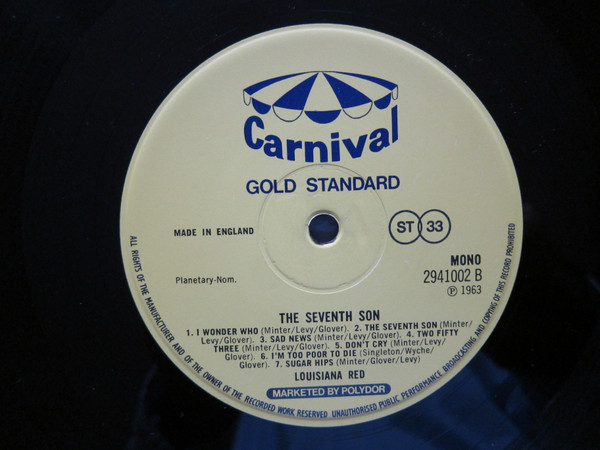 Carnival
GOLD STANDARD
MADE IN ENGLAND
ST 33
MONO
2941002 B
Ⓟ 1963
Planetary-Nom.
THE SEVENTH SON
1. I WONDER WHO (Minter/Levy/Glover). 2. THE SEVENTH SON (Minter/
Levy/Glover). 3. SAD NEWS (Minter/Levy/Glover). 4. TWO FIFTY
THREE (Minter/Levy/Glover). 5. DON'T CRY (Minter/Levy/
Glover). 6. I'M TOO POOR TO DIE (Singleton/Wyche/
Glover). 7. SUGAR HIPS (Minter/Glover/Levy)
LOUISIANA RED
MARKETED BY POLYDOR
ALL RIGHTS OF THE MANUFACTURER AND OF THE OWNER OF THE RECORDED WORK RESERVED UNAUTHORISED PUBLIC PERFORMANCE BROADCASTING AND COPYING OF THIS RECORD PROHIBITED